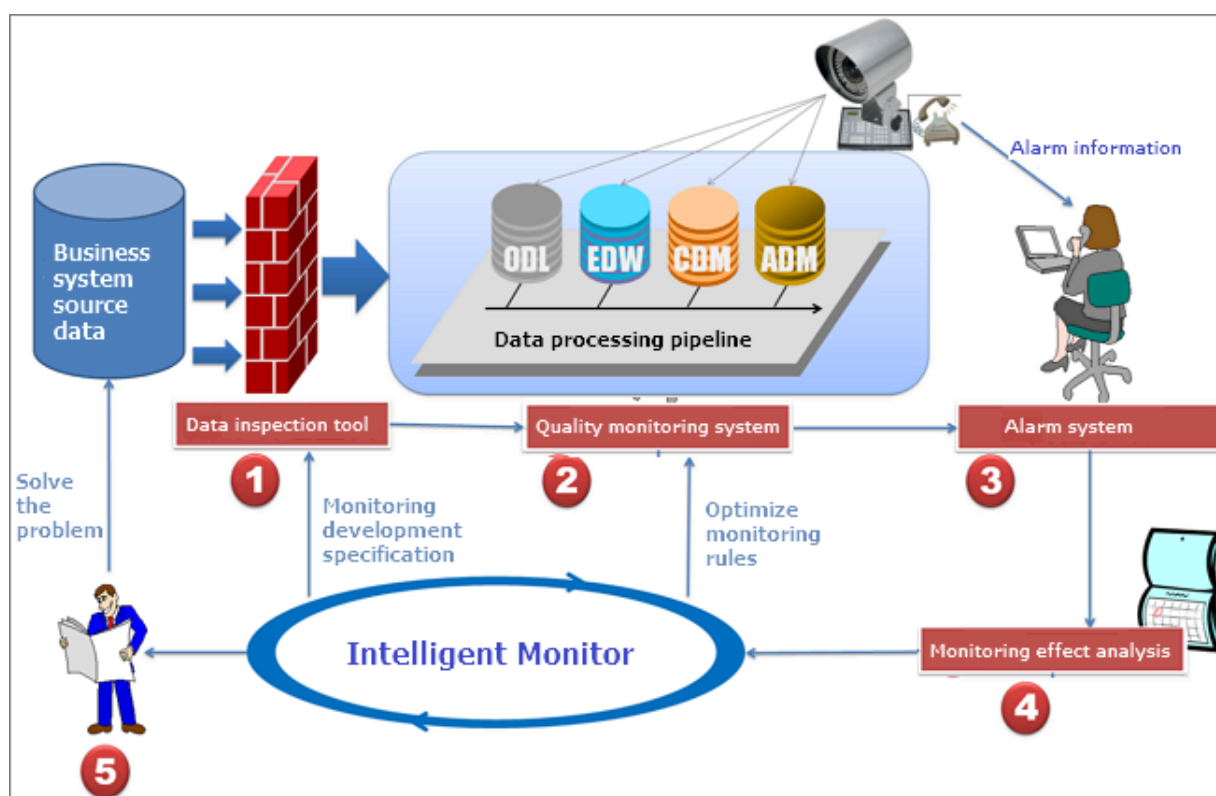 Alarm information
Business
system
source
data
ODL
EDW
CDM
ADM
Data processing pipeline
Data inspection tool
Quality monitoring system
Alarm system
1
2
3
Solve
the
problem
Monitoring
development
specification
Optimize
monitoring
rules
Intelligent Monitor
Monitoring effect analysis
4
5